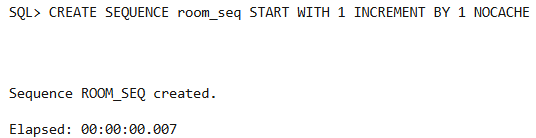 SQL> CREATE SEQUENCE room_seq START WITH 1 INCREMENT BY 1 NOCACHE
Sequence ROOM_SEQ created.
Elapsed: 00:00:00.007